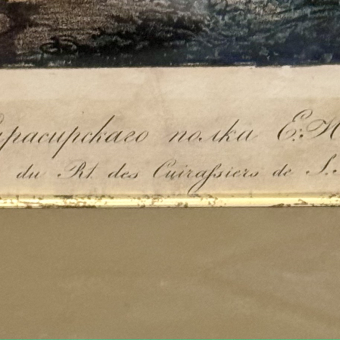 ирасирскаго полка Е.
du Rt. des Cuirassiers de S.